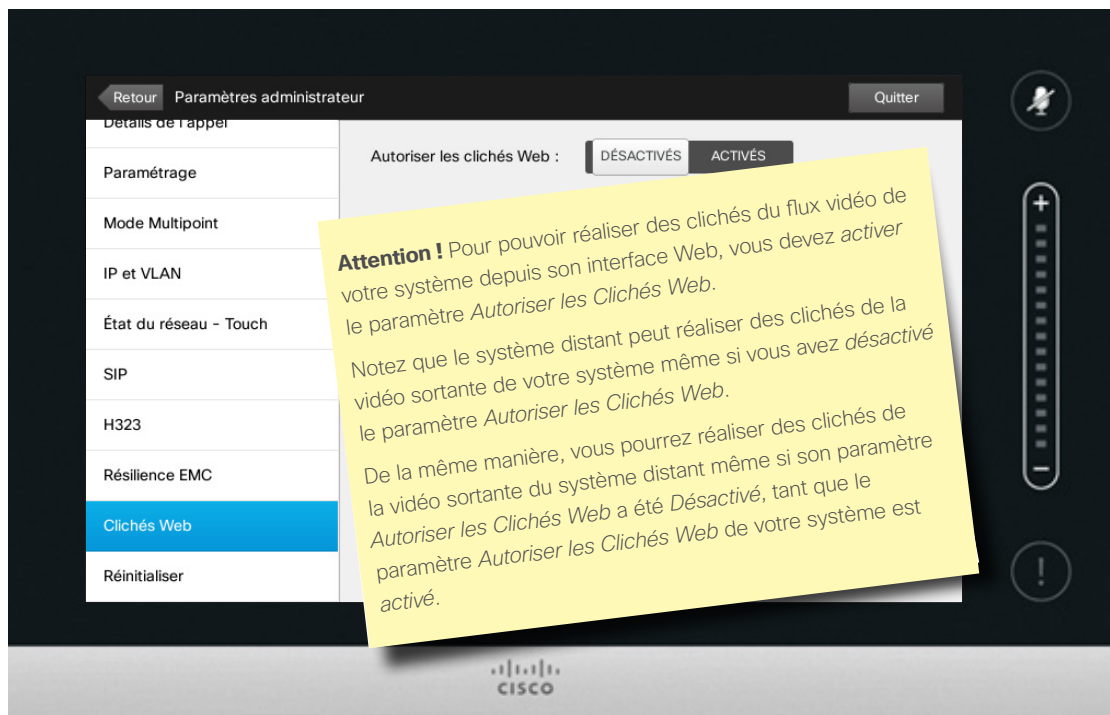 Retour Paramètres administrateur Quitter
Détails de l'appel
Paramétrage
Mode Multipoint
IP et VLAN
État du réseau - Touch
SIP
H323
Résilience EMC
Clichés Web
Réinitialiser
Autoriser les clichés Web : DÉSACTIVÉS ACTIVÉS
Attention ! Pour pouvoir réaliser des clichés du flux vidéo de
votre système depuis son interface Web, vous devez activer
le paramètre Autoriser les Clichés Web.
Notez que le système distant peut réaliser des clichés de la
vidéo sortante de votre système même si vous avez désactivé
le paramètre Autoriser les Clichés Web.
De la même manière, vous pourrez réaliser des clichés de
la vidéo sortante du système distant même si son paramètre
Autoriser les Clichés Web a été Désactivé, tant que le
paramètre Autoriser les Clichés Web de votre système est
activé.
+
–
!
CISCO